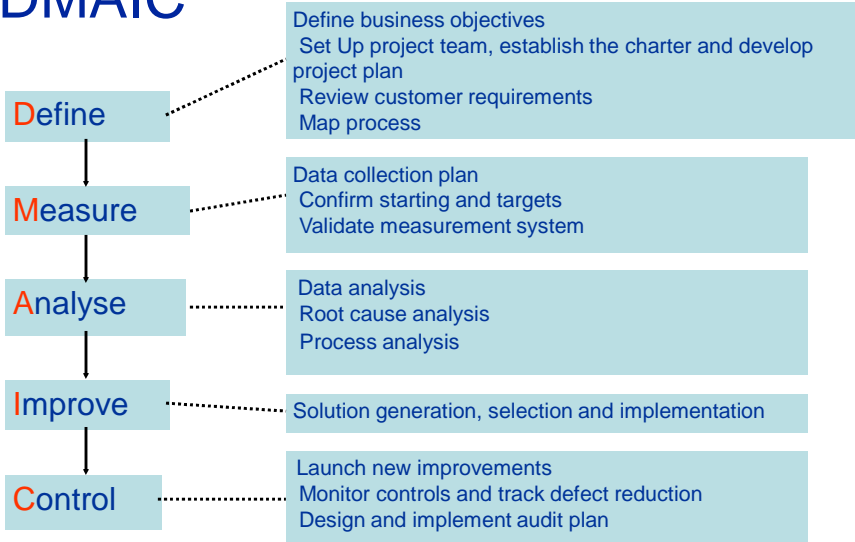 DMAIC
Define
Define business objectives
Set Up project team, establish the charter and develop
project plan
Review customer requirements
Map process
Measure
Data collection plan
Confirm starting and targets
Validate measurement system
Analyse
Data analysis
Root cause analysis
Process analysis
Improve
Solution generation, selection and implementation
Control
Launch new improvements
Monitor controls and track defect reduction
Design and implement audit plan